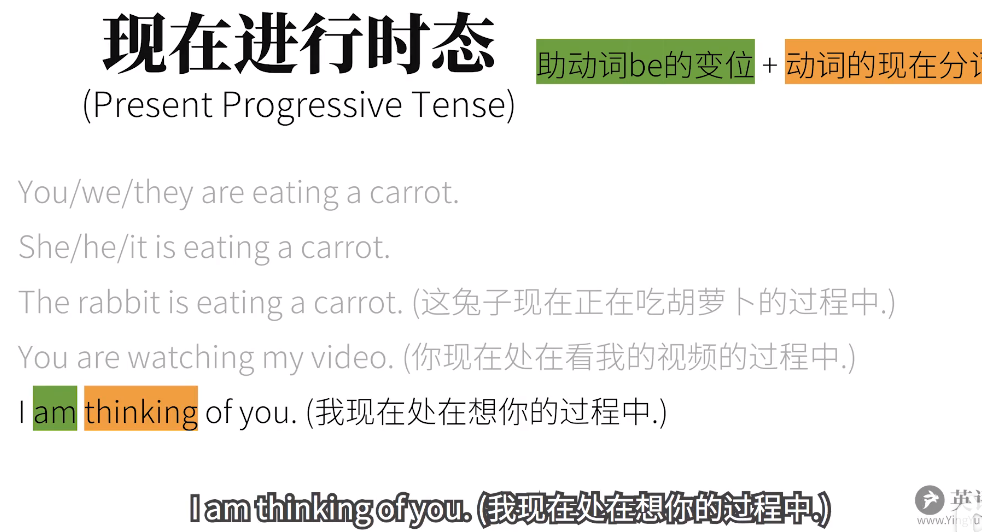 现在进行时态
(Present Progressive Tense)
助动词be的变位 + 动词的现在分词
You/we/they are eating a carrot.
She/he/it is eating a carrot.
The rabbit is eating a carrot. (这兔子现在正在吃胡萝卜的过程中.)
You are watching my video. (你现在处在看我的视频的过程中.)
I am thinking of you. (我现在处在想你的过程中.)
I am thinking of you. (我现在处在想你的过程中.)
英
www.YingYu